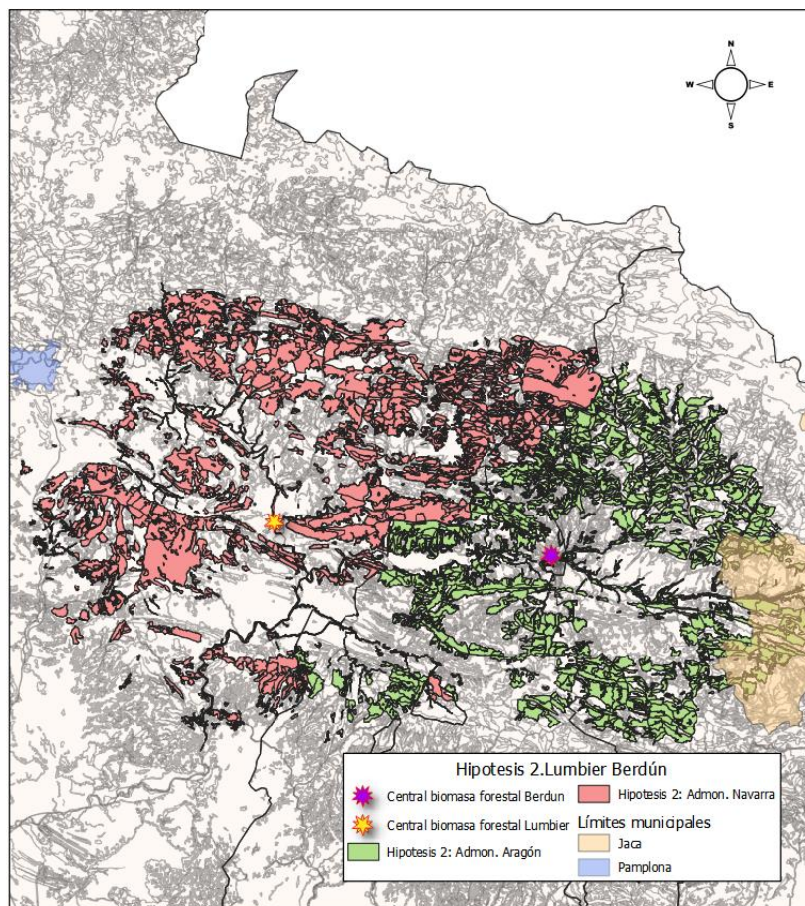 N
W E
S
Hipotesis 2.Lumbier Berdún
Central biomasa forestal Berdun
Central biomasa forestal Lumbier
Hipotesis 2: Admon. Aragón
Hipotesis 2: Admon. Navarra
Límites municipales
Jaca
Pamplona